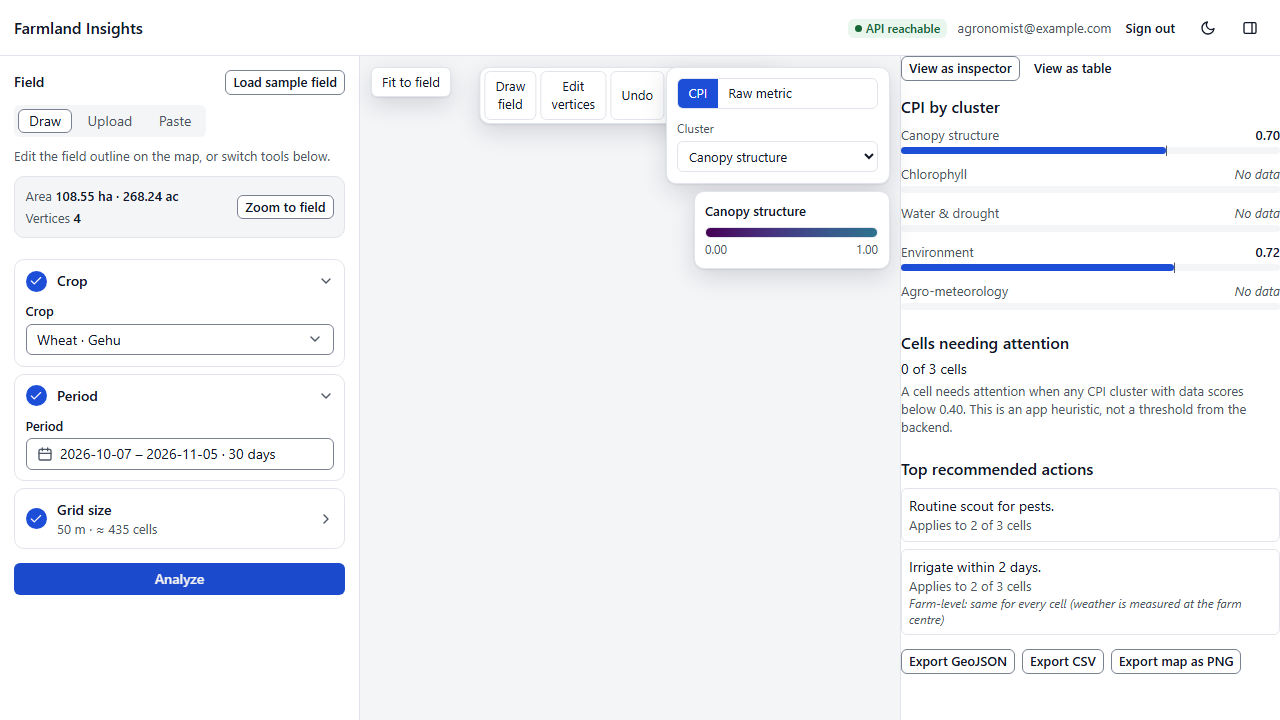 Farmland Insights
API reachable
agronomist@example.com
Sign out
Field
Load sample field
Draw
Upload
Paste
Edit the field outline on the map, or switch tools below.
Area 108.55 ha · 268.24 ac
Vertices 4
Zoom to field
Crop
Crop
Wheat · Gehu
Period
Period
2026-10-07 – 2026-11-05 · 30 days
Grid size
50 m · ≈ 435 cells
Analyze
Fit to field
Draw
field
Edit
vertices
Undo
CPI
Raw metric
Cluster
Canopy structure
Canopy structure
0.00
1.00
View as inspector
View as table
CPI by cluster
Canopy structure
0.70
Chlorophyll
No data
Water & drought
No data
Environment
0.72
Agro-meteorology
No data
Cells needing attention
0 of 3 cells
A cell needs attention when any CPI cluster with data scores
below 0.40. This is an app heuristic, not a threshold from the
backend.
Top recommended actions
Routine scout for pests.
Applies to 2 of 3 cells
Irrigate within 2 days.
Applies to 2 of 3 cells
Farm-level: same for every cell (weather is measured at the farm
centre)
Export GeoJSON
Export CSV
Export map as PNG